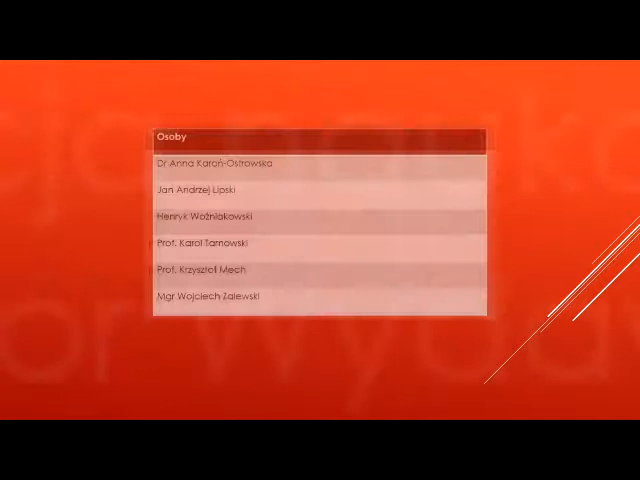 Osoby
Dr Anna Karoń-Ostrowska
Jan Andrzej Lipski
Henryk Woźniakowski
Prof. Karol Tarnowski
Prof. Krzysztof Mech
Mgr Wojciech Zalewski